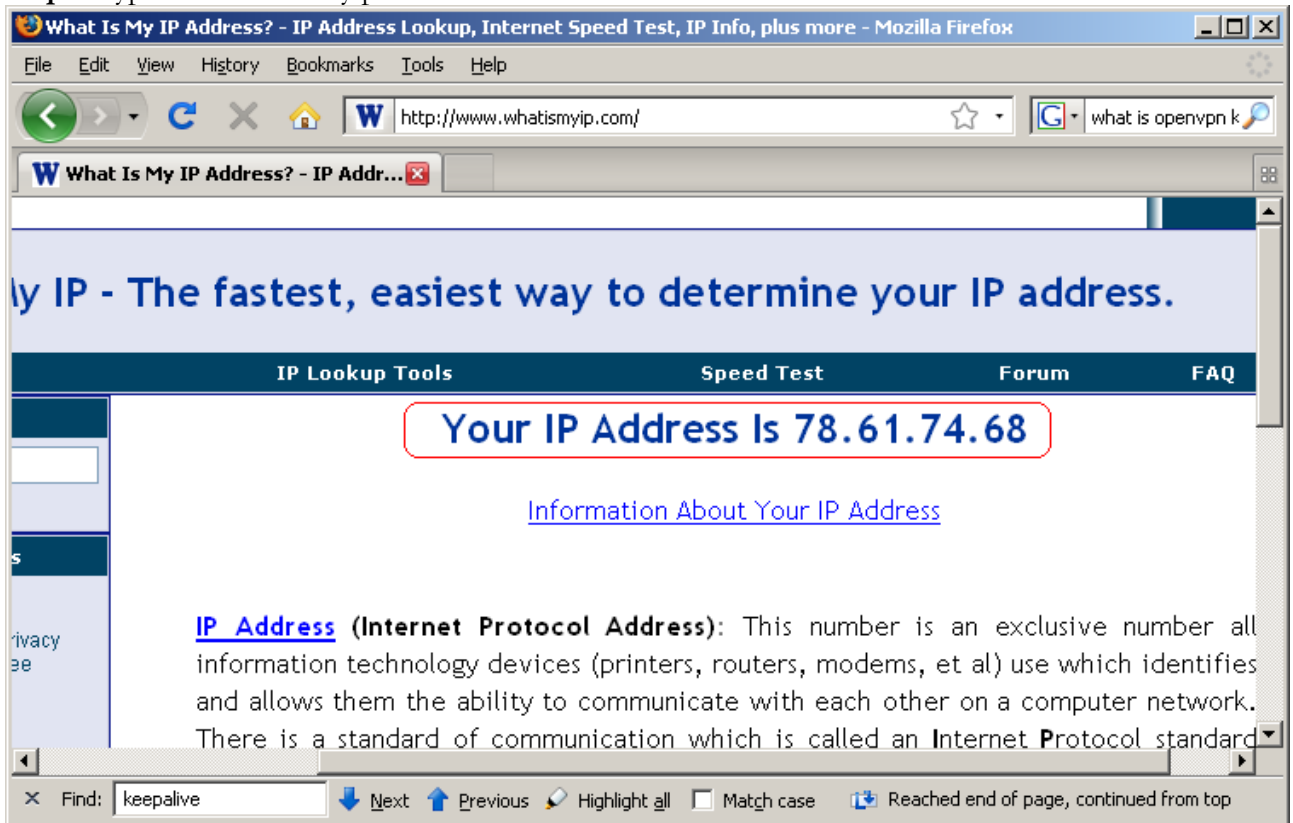 What Is My IP Address? - IP Address Lookup, Internet Speed Test, IP Info, plus more - Mozilla Firefox
File Edit View History Bookmarks Tools Help
W http://www.whatismyip.com/ G what is openvpn k
W What Is My IP Address? - IP Addr...
My IP - The fastest, easiest way to determine your IP address.
IP Lookup Tools Speed Test Forum FAQ
Your IP Address Is 78.61.74.68
Information About Your IP Address
s
rivacy
ee
IP Address (Internet Protocol Address): This number is an exclusive number all
information technology devices (printers, routers, modems, et al) use which identifies
and allows them the ability to communicate with each other on a computer network.
There is a standard of communication which is called an Internet Protocol standard
Find: keepalive Next Previous Highlight all Match case Reached end of page, continued from top